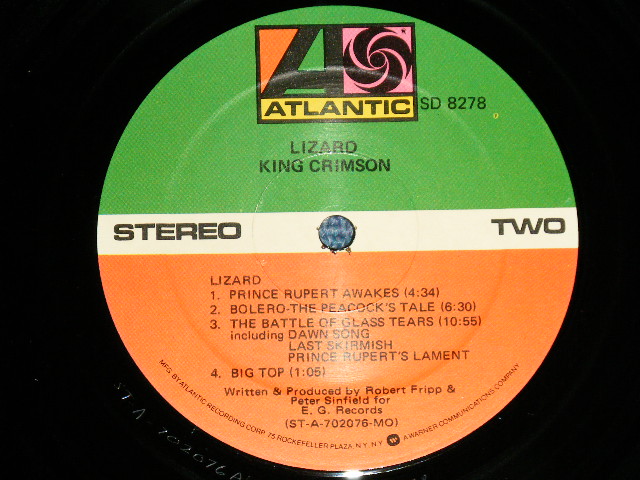 ATLANTIC
SD 8278
LIZARD
KING CRIMSON
STEREO
TWO
LIZARD
1. PRINCE RUPERT AWAKES (4:34)
2. BOLERO-THE PEACOCK'S TALE (6:30)
3. THE BATTLE OF GLASS TEARS (10:55)
including DAWN SONG
LAST SKIRMISH
PRINCE RUPERT'S LAMENT
4. BIG TOP (1:05)
Written & Produced by Robert Fripp &
Peter Sinfield for
E. G. Records
(ST-A-702076-MO)
MFG. BY ATLANTIC RECORDING CORP. 75 ROCKEFELLER PLAZA, N.Y., N.Y. A WARNER COMMUNICATIONS COMPANY
ST A 702076